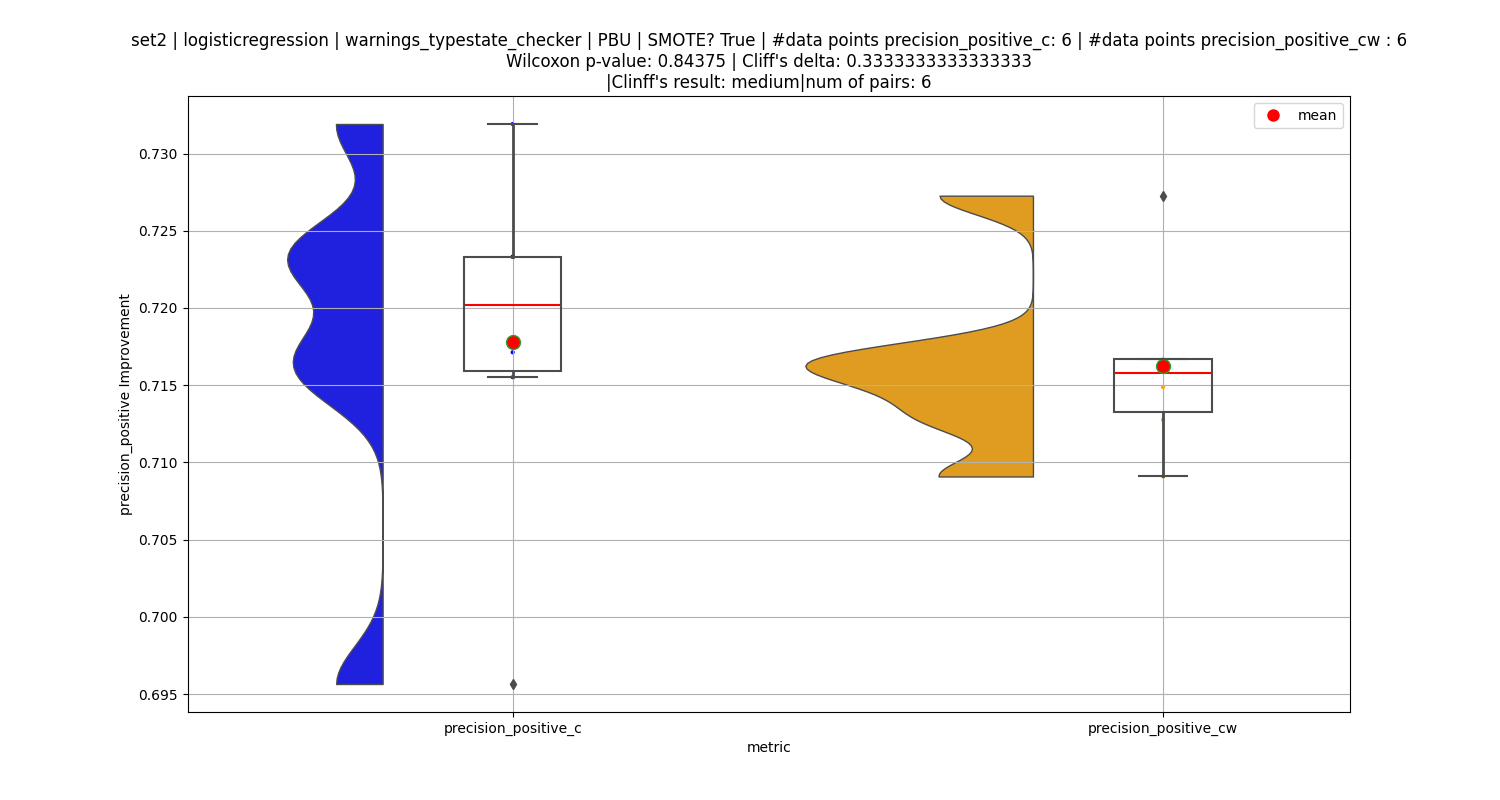 set2 | logisticregression | warnings_typestate_checker | PBU | SMOTE? True | #data points precision_positive_c: 6 | #data points precision_positive_cw : 6
Wilcoxon p-value: 0.84375 | Cliff's delta: 0.3333333333333333
|Clinff's result: medium|num of pairs: 6
mean
0.730
0.725
0.720
0.715
0.710
0.705
0.700
0.695
precision_positive Improvement
precision_positive_c
precision_positive_cw
metric